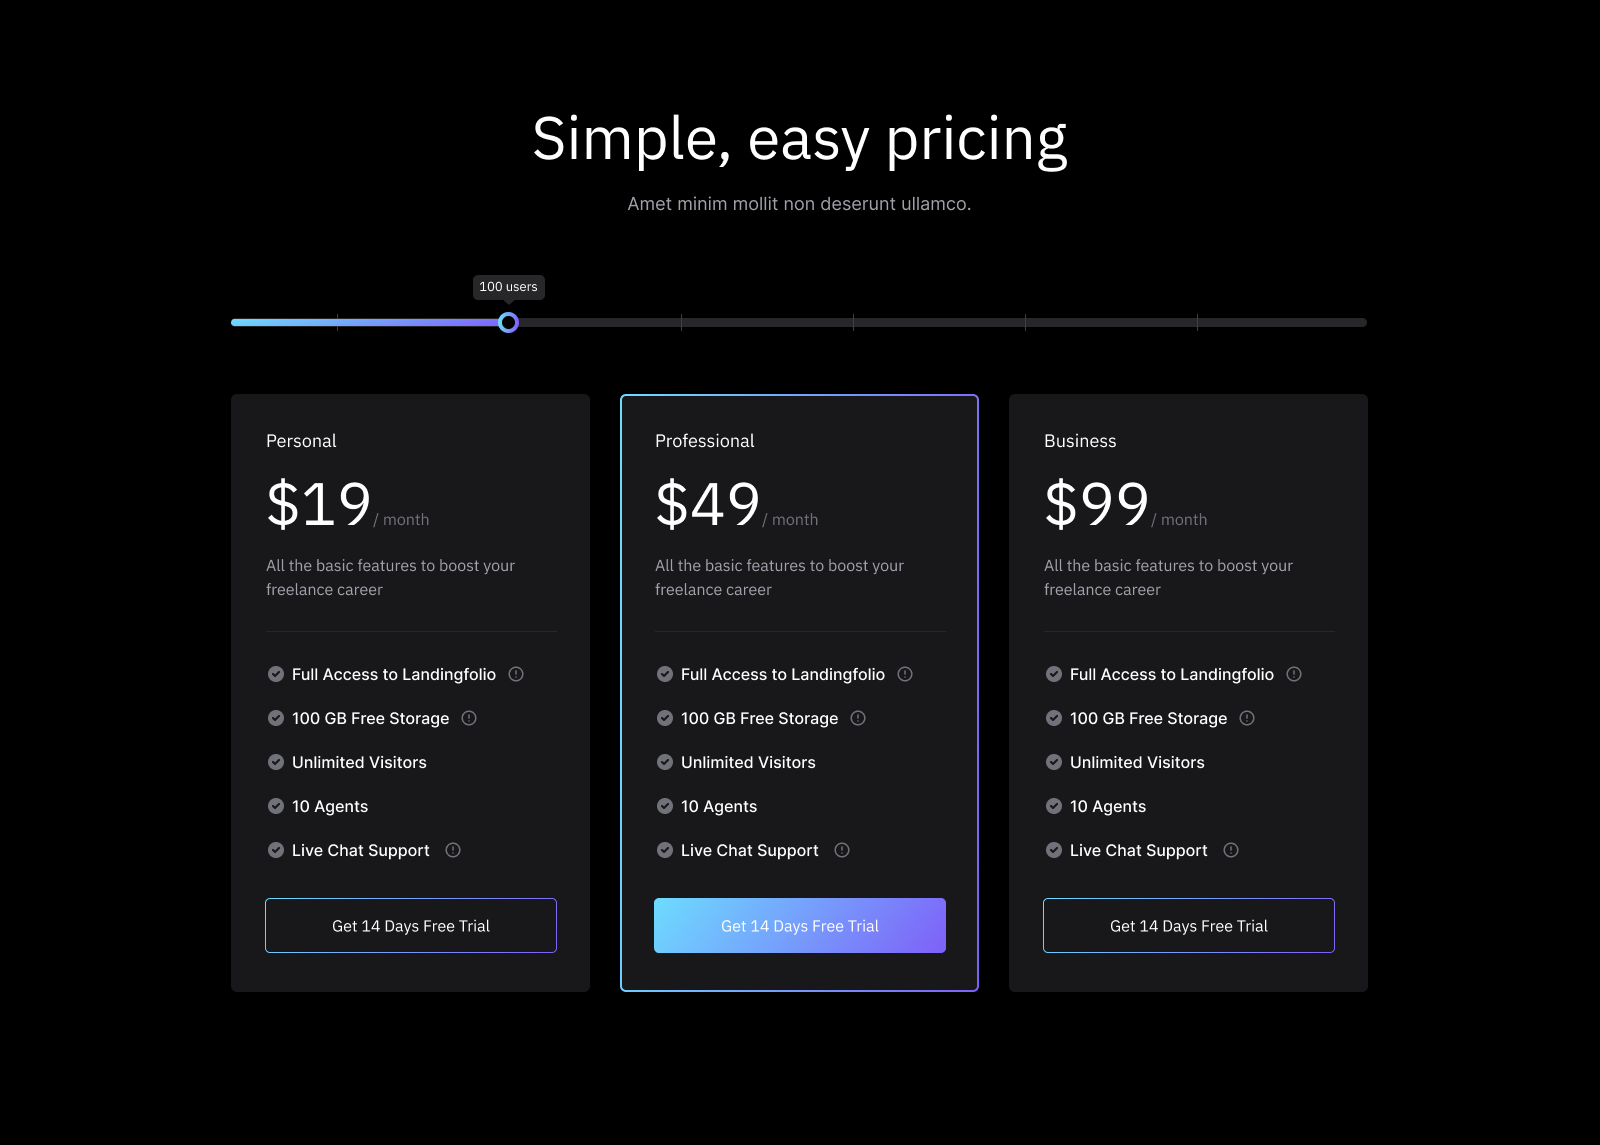 Simple, easy pricing
Amet minim mollit non deserunt ullamco.
100 users
Personal
$19 / month
All the basic features to boost your
freelance career
Full Access to Landingfolio
100 GB Free Storage
Unlimited Visitors
10 Agents
Live Chat Support
Get 14 Days Free Trial
Professional
$49 / month
All the basic features to boost your
freelance career
Full Access to Landingfolio
100 GB Free Storage
Unlimited Visitors
10 Agents
Live Chat Support
Get 14 Days Free Trial
Business
$99 / month
All the basic features to boost your
freelance career
Full Access to Landingfolio
100 GB Free Storage
Unlimited Visitors
10 Agents
Live Chat Support
Get 14 Days Free Trial